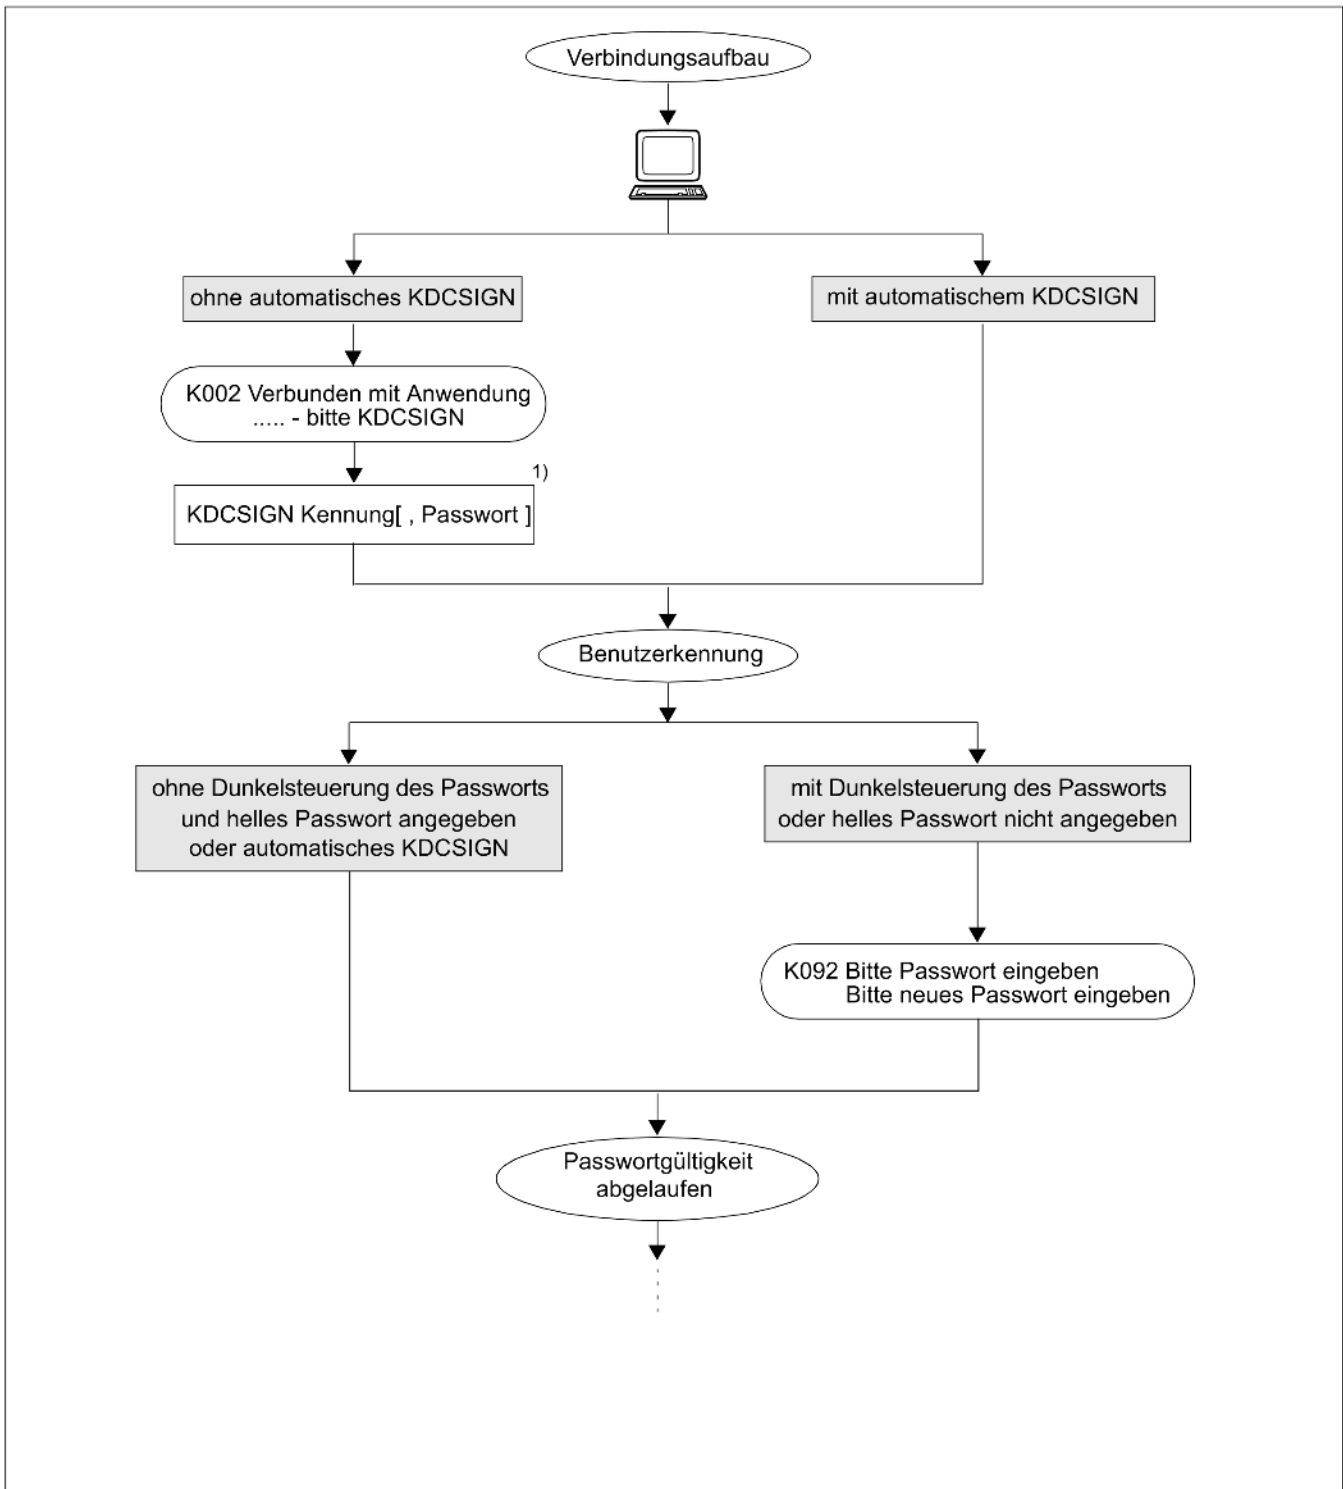 Verbindungsaufbau
ohne automatisches KDCSIGN
mit automatischem KDCSIGN
K002 Verbunden mit Anwendung
..... - bitte KDCSIGN
1)
KDCSIGN Kennung[ , Passwort ]
Benutzerkennung
ohne Dunkelsteuerung des Passworts
und helles Passwort angegeben
oder automatisches KDCSIGN
mit Dunkelsteuerung des Passworts
oder helles Passwort nicht angegeben
K092 Bitte Passwort eingeben
Bitte neues Passwort eingeben
Passwortgültigkeit
abgelaufen